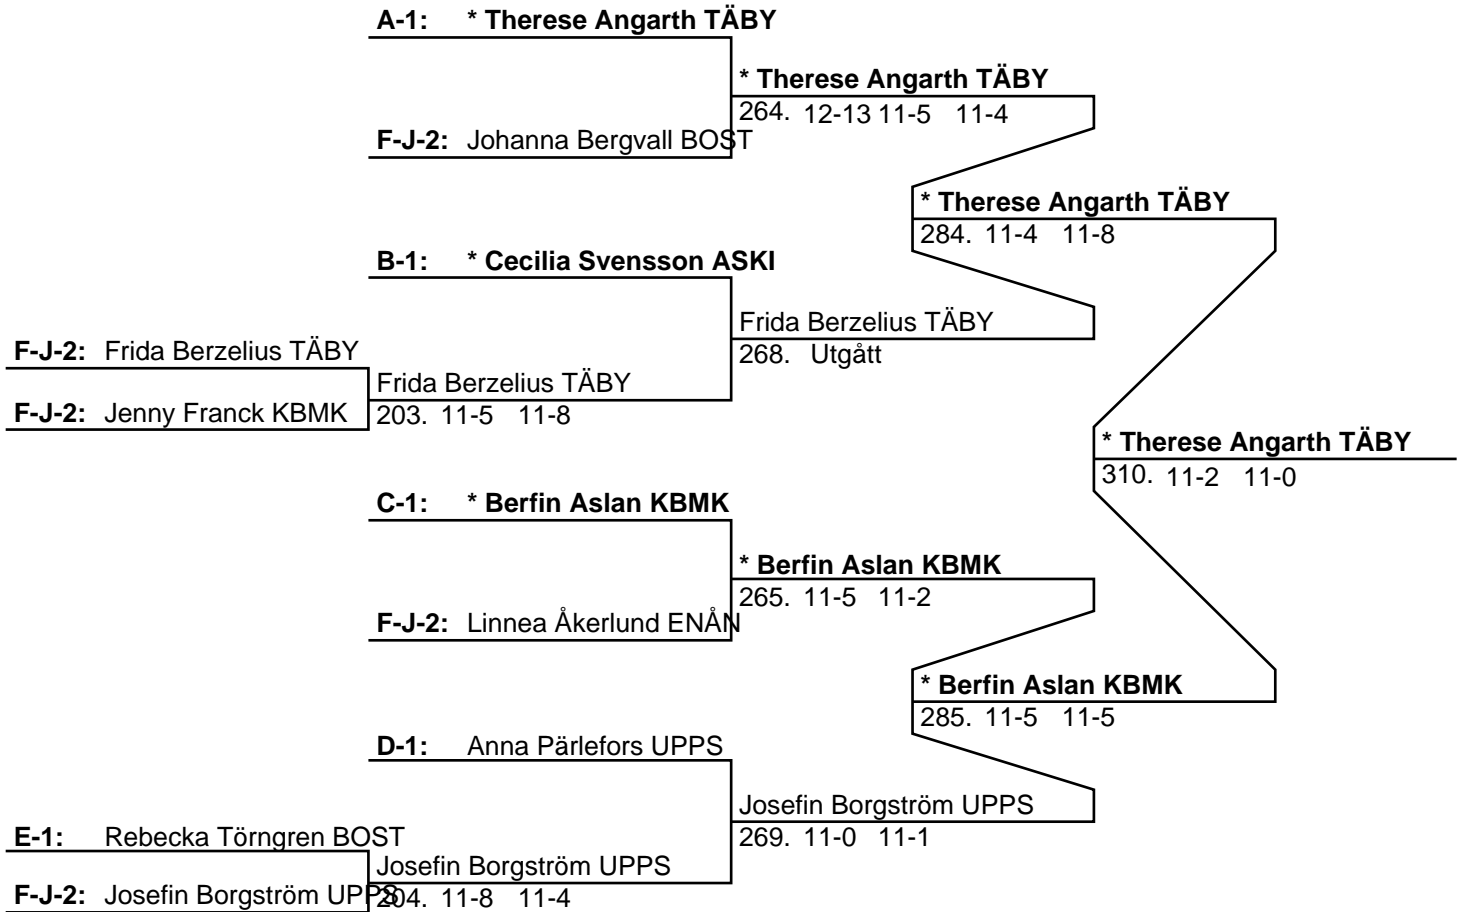 A-1: * Therese Angarth TÄBY
* Therese Angarth TÄBY
264. 12-13 11-5 11-4
F-J-2: Johanna Bergvall BOST
* Therese Angarth TÄBY
284. 11-4 11-8
B-1: * Cecilia Svensson ASKI
Frida Berzelius TÄBY
268. Utgått
F-J-2: Frida Berzelius TÄBY
Frida Berzelius TÄBY
203. 11-5 11-8
F-J-2: Jenny Franck KBMK
* Therese Angarth TÄBY
310. 11-2 11-0
C-1: * Berfin Aslan KBMK
* Berfin Aslan KBMK
265. 11-5 11-2
F-J-2: Linnea Åkerlund ENÅN
* Berfin Aslan KBMK
285. 11-5 11-5
D-1: Anna Pärlefors UPPS
Josefin Borgström UPPS
269. 11-0 11-1
E-1: Rebecka Törngren BOST
Josefin Borgström UPPS
204. 11-8 11-4
F-J-2: Josefin Borgström UPPS